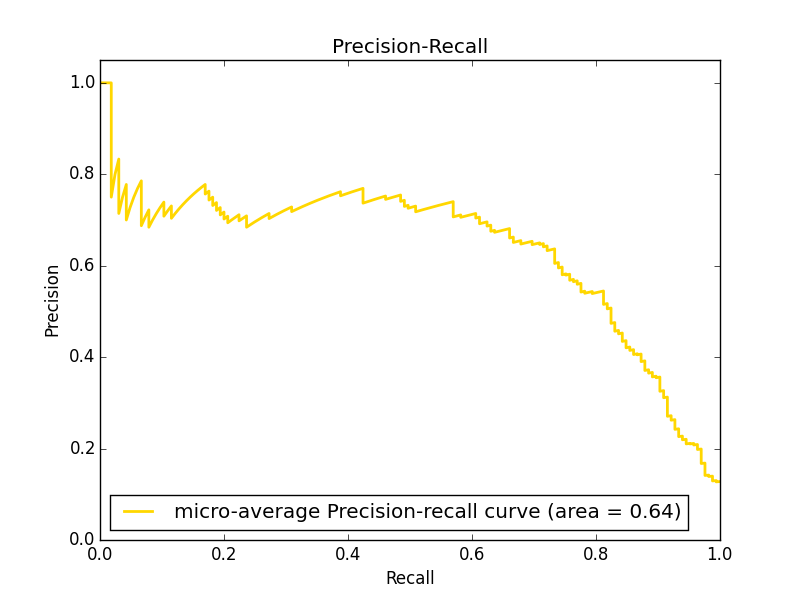 Precision-Recall
1.0
0.8
0.6
0.4
0.2
0.0
Precision
micro-average Precision-recall curve (area = 0.64)
0.0 0.2 0.4 0.6 0.8 1.0
Recall